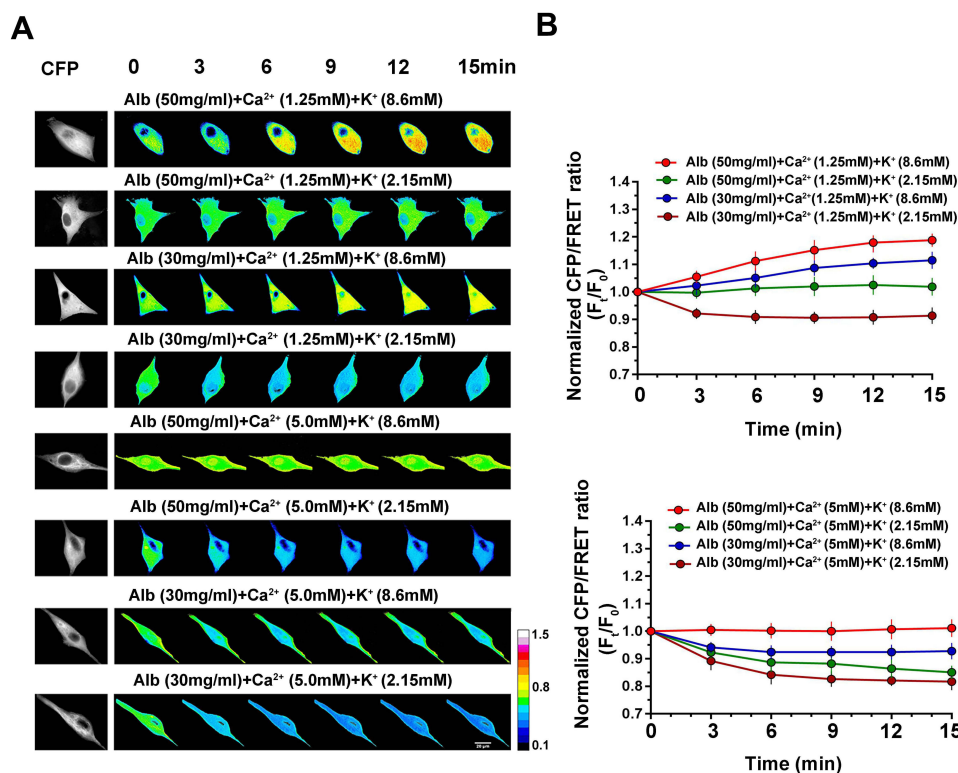 A
CFP 0 3 6 9 12 15min
Alb (50mg/ml)+Ca²⁺ (1.25mM)+K⁺ (8.6mM)
Alb (50mg/ml)+Ca²⁺ (1.25mM)+K⁺ (2.15mM)
Alb (30mg/ml)+Ca²⁺ (1.25mM)+K⁺ (8.6mM)
Alb (30mg/ml)+Ca²⁺ (1.25mM)+K⁺ (2.15mM)
Alb (50mg/ml)+Ca²⁺ (5.0mM)+K⁺ (8.6mM)
Alb (50mg/ml)+Ca²⁺ (5.0mM)+K⁺ (2.15mM)
Alb (30mg/ml)+Ca²⁺ (5.0mM)+K⁺ (8.6mM)
Alb (30mg/ml)+Ca²⁺ (5.0mM)+K⁺ (2.15mM)
1.5
0.8
0.1
20 µm
B
Alb (50mg/ml)+Ca²⁺ (1.25mM)+K⁺ (8.6mM)
Alb (50mg/ml)+Ca²⁺ (1.25mM)+K⁺ (2.15mM)
Alb (30mg/ml)+Ca²⁺(1.25mM)+K⁺ (8.6mM)
Alb (30mg/ml)+Ca²⁺ (1.25mM)+K⁺ (2.15mM)
Normalized CFP/FRET ratio
(Fₜ/F₀)
1.4
1.3
1.2
1.1
1.0
0.9
0.8
0.7
0 3 6 9 12 15
Time (min)
Alb (50mg/ml)+Ca²⁺ (5mM)+K⁺ (8.6mM)
Alb (50mg/ml)+Ca²⁺ (5mM)+K⁺ (2.15mM)
Alb (30mg/ml)+Ca²⁺ (5mM)+K⁺ (8.6mM)
Alb (30mg/ml)+Ca²⁺ (5mM)+K⁺ (2.15mM)
Normalized CFP/FRET ratio
(Fₜ/F₀)
1.4
1.3
1.2
1.1
1.0
0.9
0.8
0.7
0 3 6 9 12 15
Time (min)